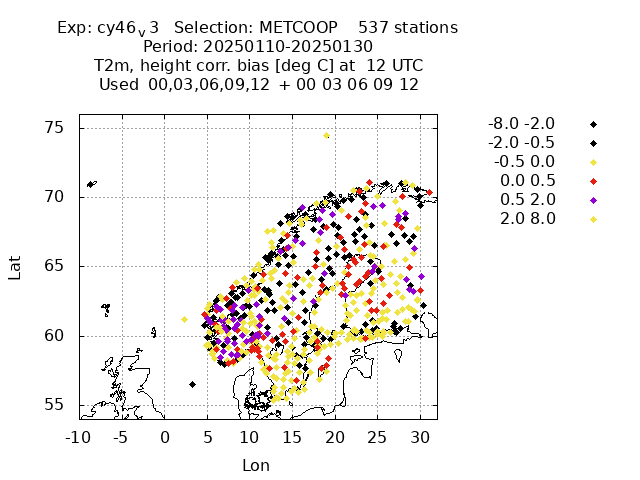 Exp: cy46v3 Selection: METCOOP 537 stations
Period: 20250110-20250130
T2m, height corr. bias [deg C] at 12 UTC
Used 00,03,06,09,12 + 00 03 06 09 12
-8.0 -2.0
-2.0 -0.5
-0.5 0.0
0.0 0.5
0.5 2.0
2.0 8.0
75
70
65
60
55
Lat
-10 -5 0 5 10 15 20 25 30
Lon